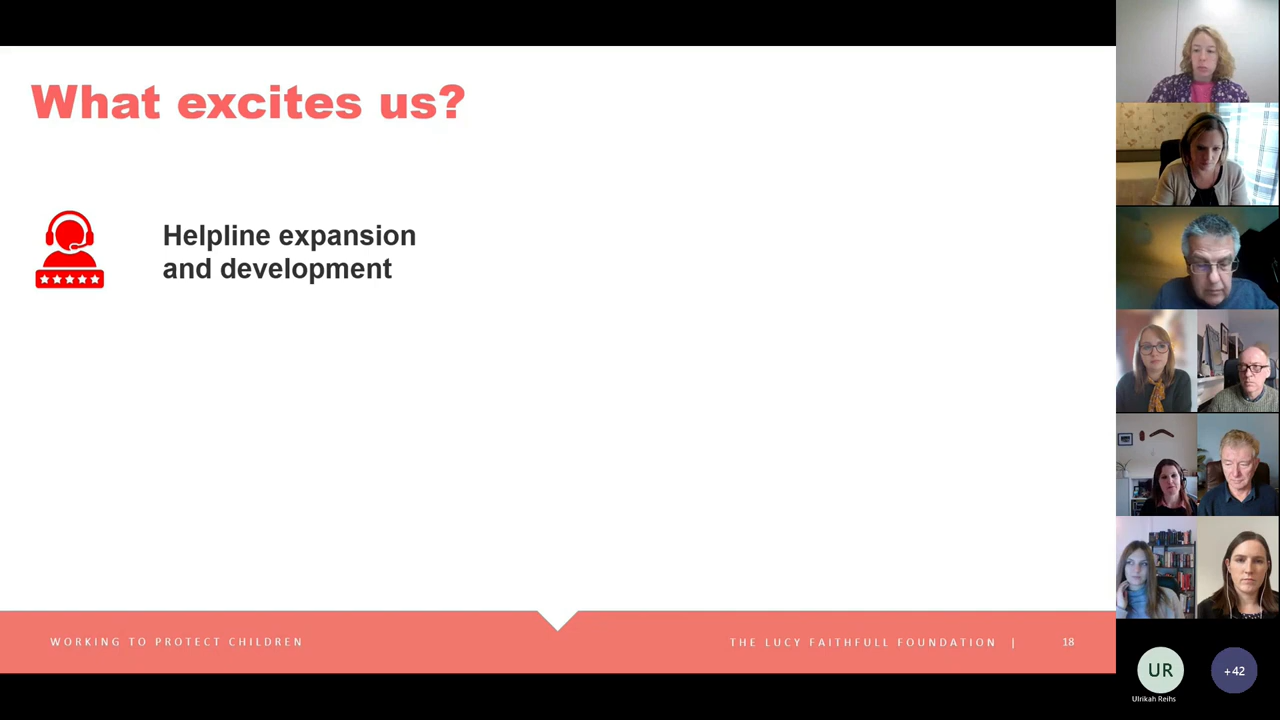 What excites us?
Helpline expansion
and development
WORKING TO PROTECT CHILDREN
THE LUCY FAITHFULL FOUNDATION |
18
UR
+42
Ulrikah Reihs